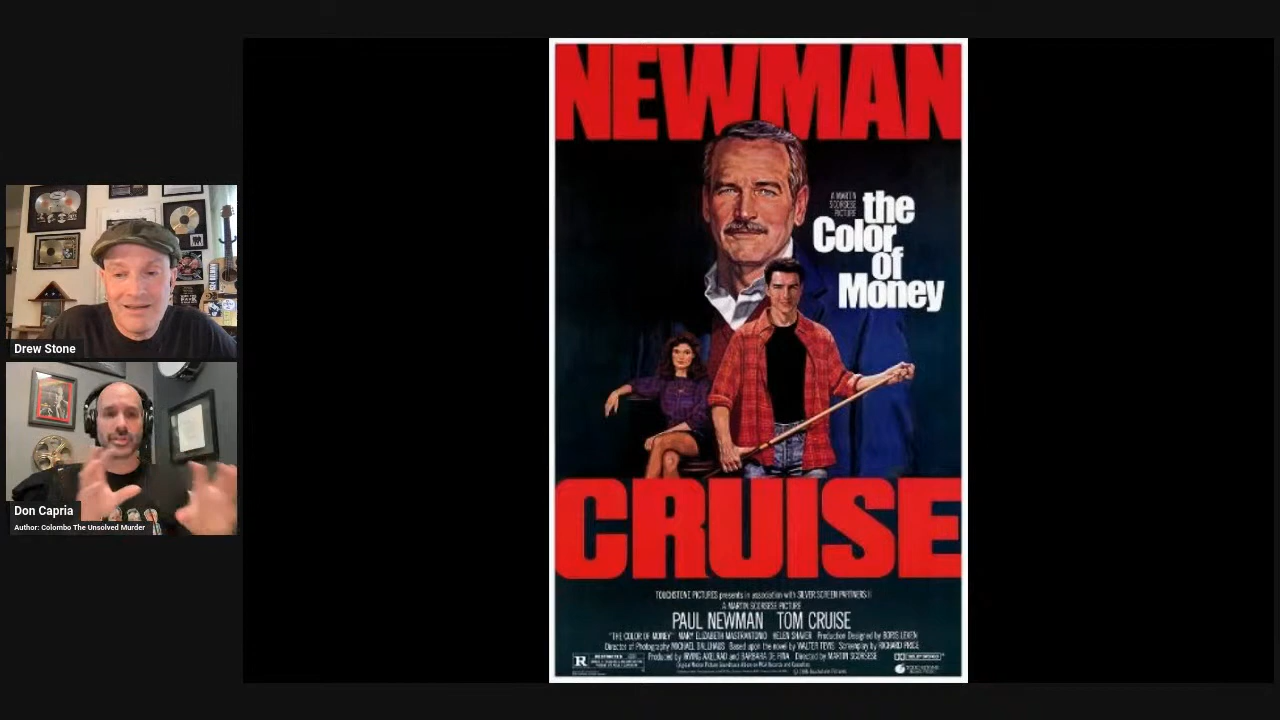 NEWMAN
A MARTIN
SCORSESE
PICTURE
the
Color
of
Money
Drew Stone
Don Capria
Author: Colombo The Unsolved Murder
CRUISE
TOUCHSTONE PICTURES presents in association with SILVER SCREEN PARTNERS II
A MARTIN SCORSESE PICTURE
PAUL NEWMAN TOM CRUISE
"THE COLOR OF MONEY" MARY ELIZABETH MASTRANTONIO HELEN SHAVER Production Designed by BORIS LEVEN
Director of Photography MICHAEL BALLHAUS Based upon the novel by WALTER TEVIS Screenplay by RICHARD PRICE
Produced by IRVING AXELRAD and BARBARA DE FINA Directed by MARTIN SCORSESE
R RESTRICTED
TOUCHSTONE